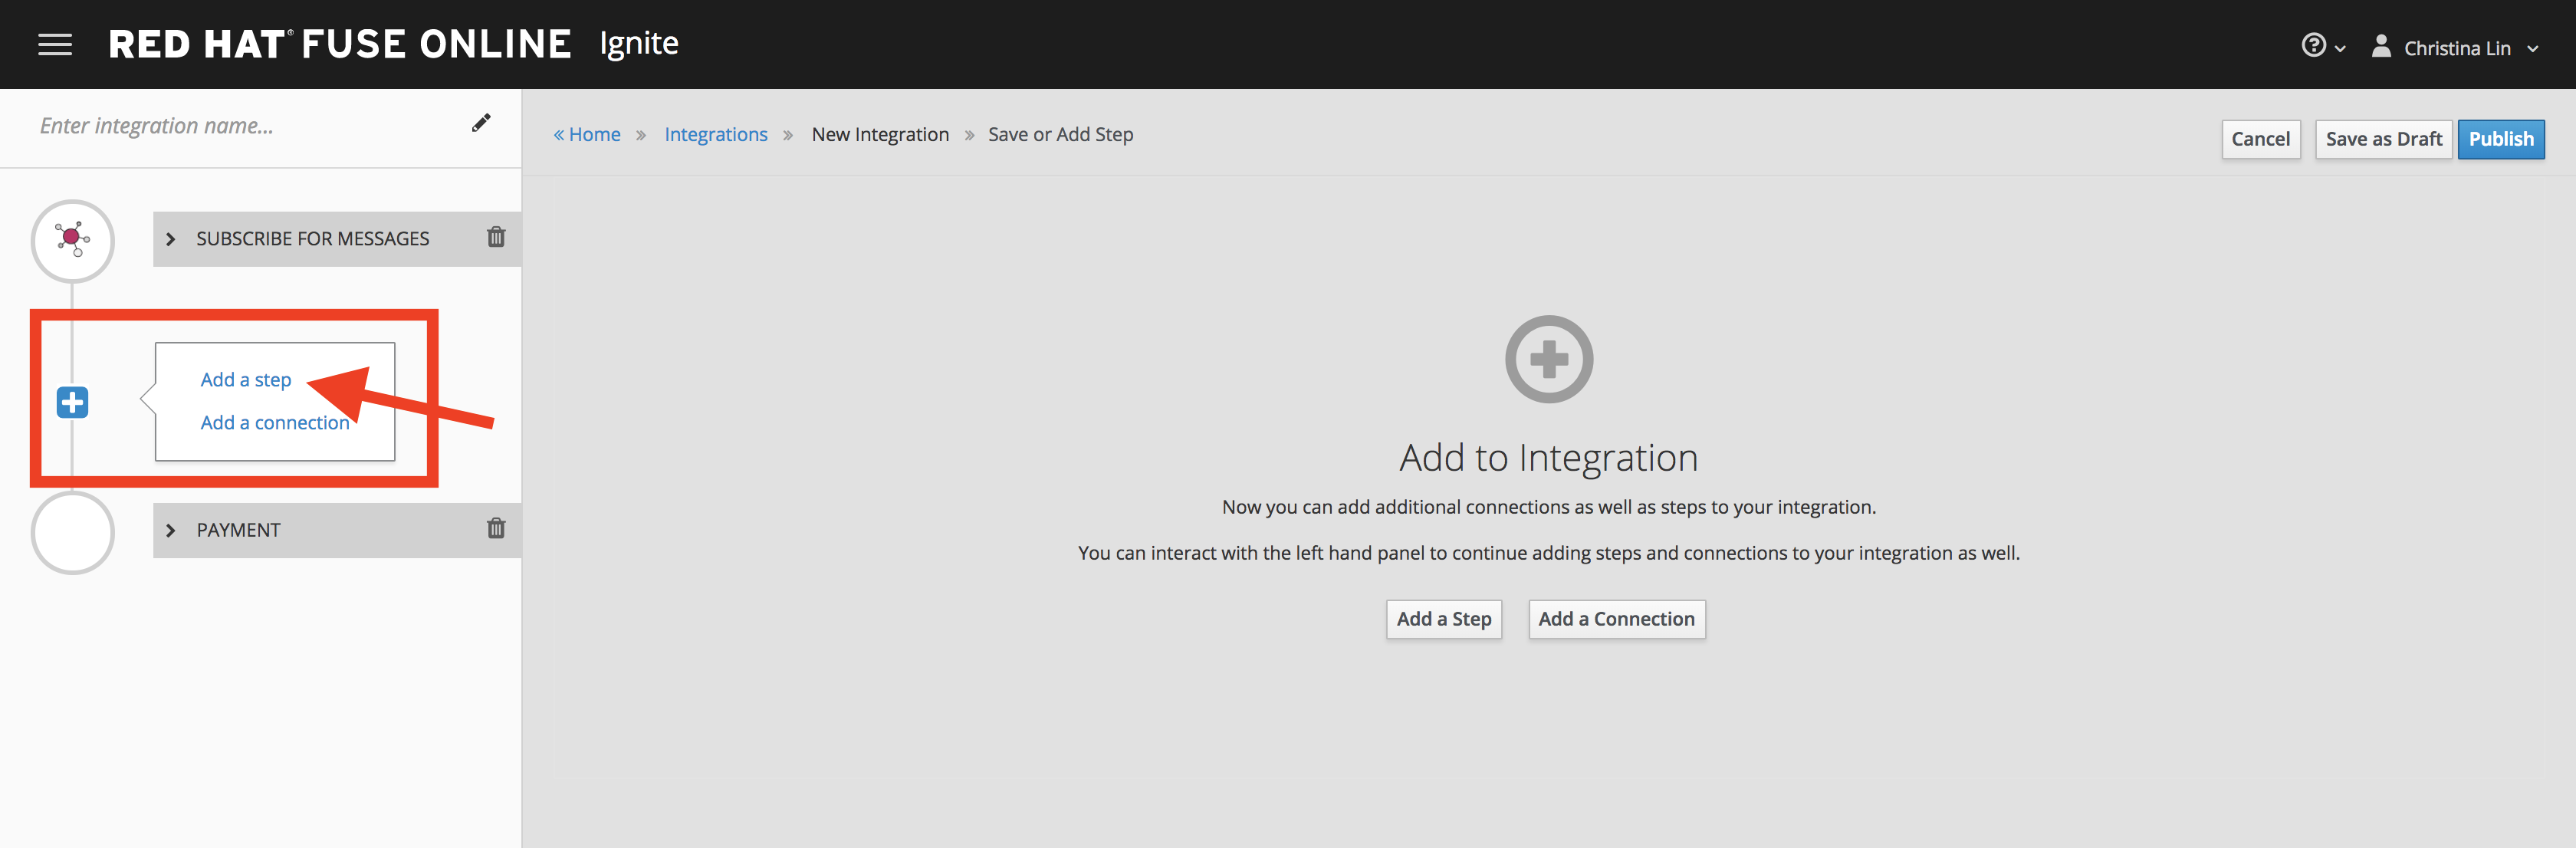 RED HAT® FUSE ONLINE Ignite
Christina Lin
Enter integration name...
« Home » Integrations » New Integration » Save or Add Step
Cancel Save as Draft Publish
SUBSCRIBE FOR MESSAGES
Add a step
Add a connection
PAYMENT
Add to Integration
Now you can add additional connections as well as steps to your integration.
You can interact with the left hand panel to continue adding steps and connections to your integration as well.
Add a Step Add a Connection